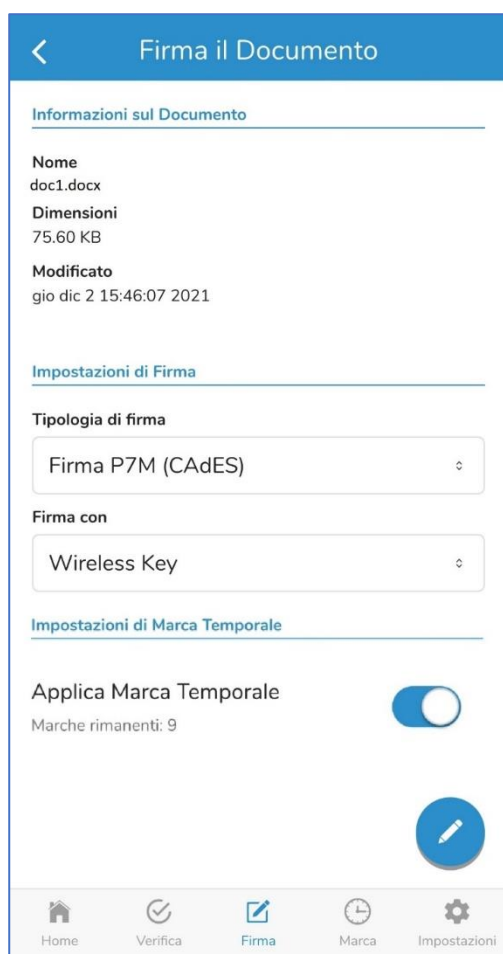 Firma il Documento
Informazioni sul Documento
Nome
doc1.docx
Dimensioni
75.60 KB
Modificato
gio dic 2 15:46:07 2021
Impostazioni di Firma
Tipologia di firma
Firma P7M (CAdES)
Firma con
Wireless Key
Impostazioni di Marca Temporale
Applica Marca Temporale
Marche rimanenti: 9
Home Verifica Firma Marca Impostazioni